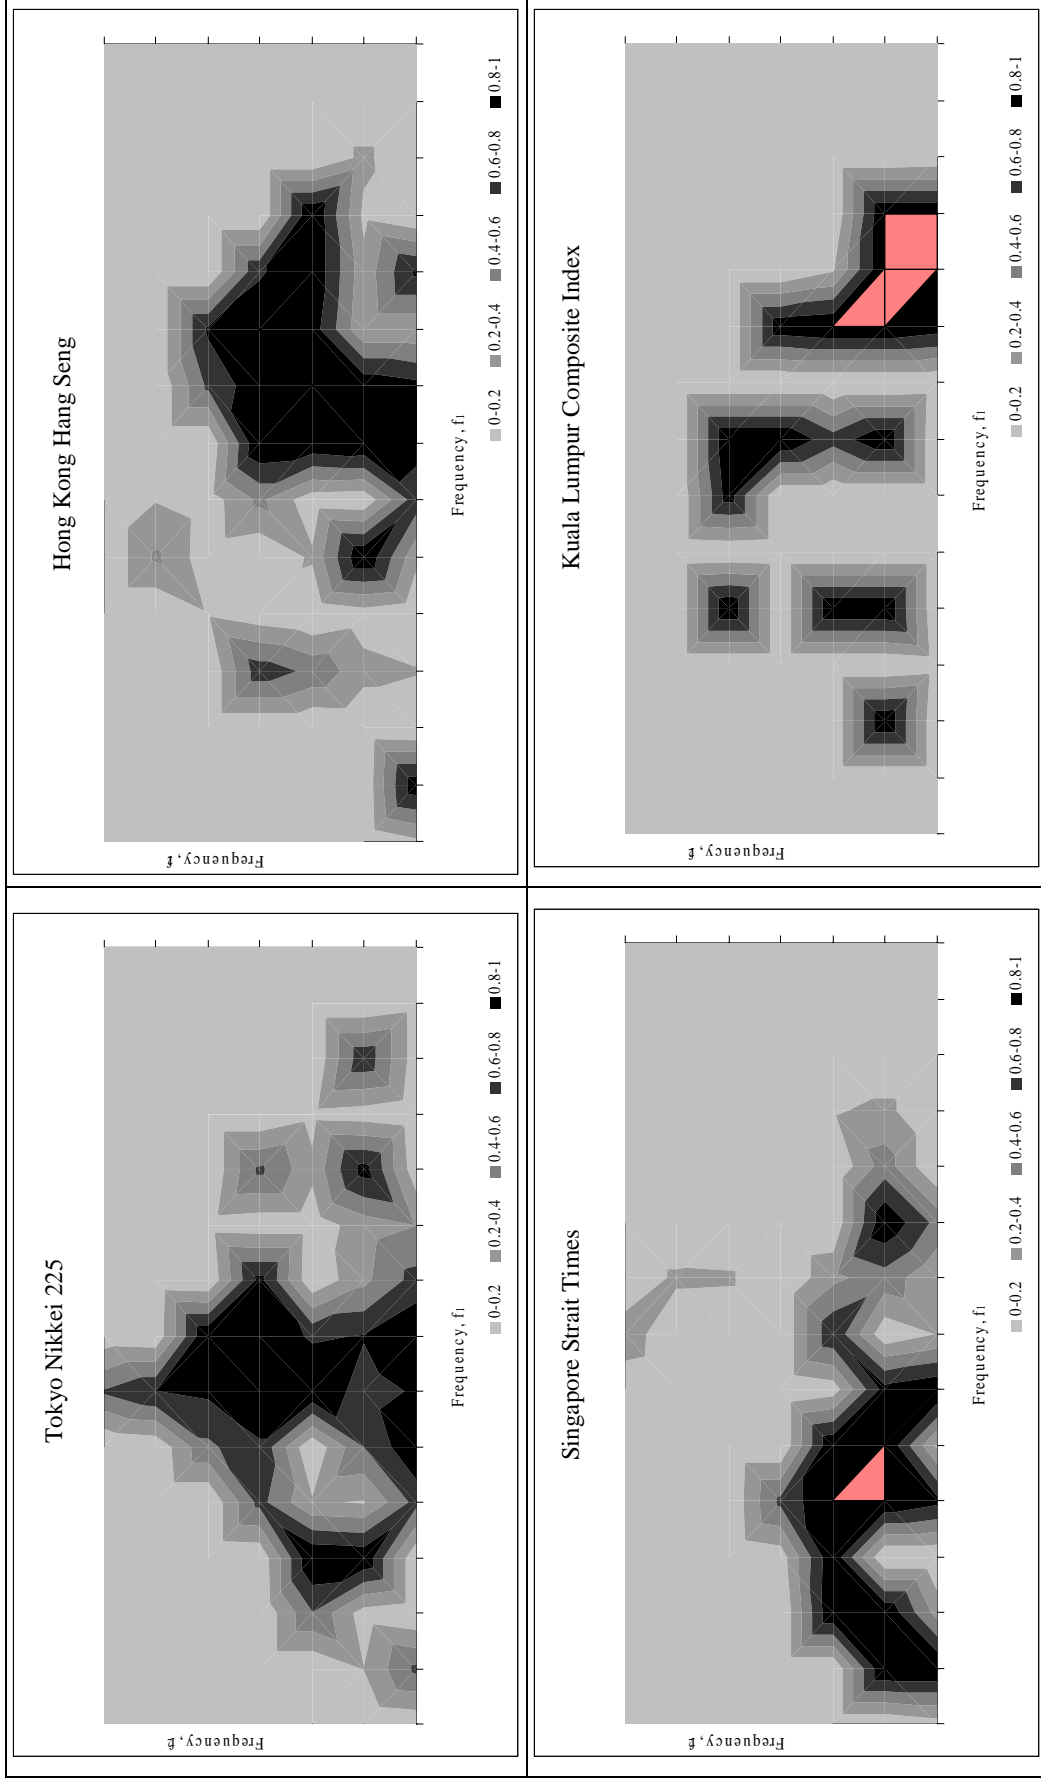 Hong Kong Hang Seng
Frequency, f2
Frequency, f1
0-0.2 0.2-0.4 0.4-0.6 0.6-0.8 0.8-1
Kuala Lumpur Composite Index
Frequency, f2
Frequency, f1
0-0.2 0.2-0.4 0.4-0.6 0.6-0.8 0.8-1
Tokyo Nikkei 225
Frequency, f2
Frequency, f1
0-0.2 0.2-0.4 0.4-0.6 0.6-0.8 0.8-1
Singapore Strait Times
Frequency, f2
Frequency, f1
0-0.2 0.2-0.4 0.4-0.6 0.6-0.8 0.8-1